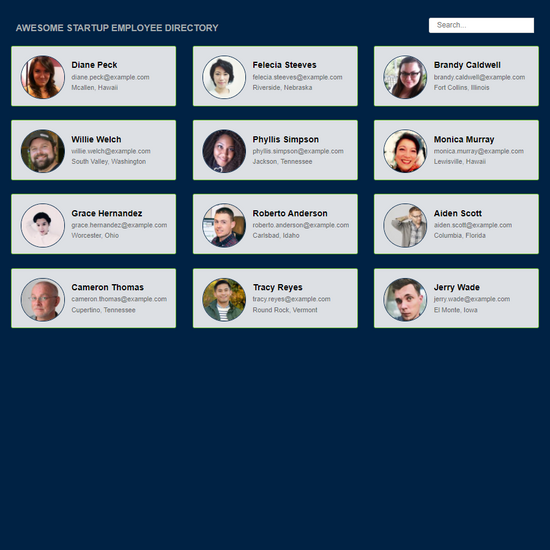 AWESOME STARTUP EMPLOYEE DIRECTORY
Search...
Diane Peck
diane.peck@example.com
Mcallen, Hawaii
Felecia Steeves
felecia.steeves@example.com
Riverside, Nebraska
Brandy Caldwell
brandy.caldwell@example.com
Fort Collins, Illinois
Willie Welch
willie.welch@example.com
South Valley, Washington
Phyllis Simpson
phyllis.simpson@example.com
Jackson, Tennessee
Monica Murray
monica.murray@example.com
Lewisville, Hawaii
Grace Hernandez
grace.hernandez@example.com
Worcester, Ohio
Roberto Anderson
roberto.anderson@example.com
Carlsbad, Idaho
Aiden Scott
aiden.scott@example.com
Columbia, Florida
Cameron Thomas
cameron.thomas@example.com
Cupertino, Tennessee
Tracy Reyes
tracy.reyes@example.com
Round Rock, Vermont
Jerry Wade
jerry.wade@example.com
El Monte, Iowa